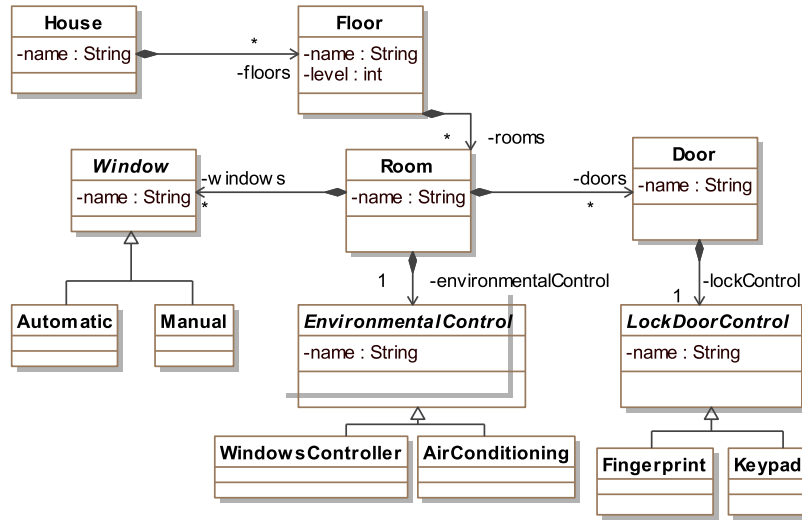 House
-name : String
*
-floors
Floor
-name : String
-level : int
*
-rooms
Window
-name : String
-windows
*
Room
-name : String
-doors
*
Door
-name : String
1
-environmentalControl
1
-lockControl
Automatic
Manual
EnvironmentalControl
-name : String
LockDoorControl
-name : String
WindowsController
AirConditioning
Fingerprint
Keypad